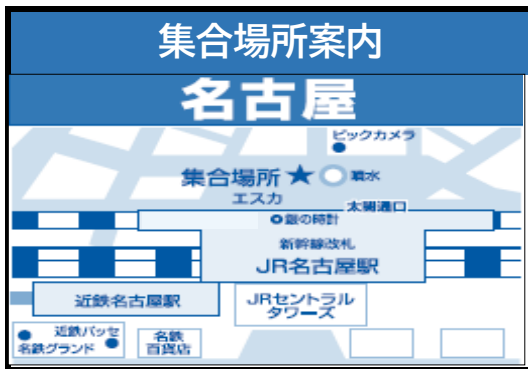 集合場所案内
名古屋
ビックカメラ
集合場所 ★ 噴水
エスカ
太閤通口
銀の時計
新幹線改札
JR名古屋駅
近鉄名古屋駅
JRセントラル
タワーズ
近鉄パッセ
名鉄グランド
名鉄
百貨店